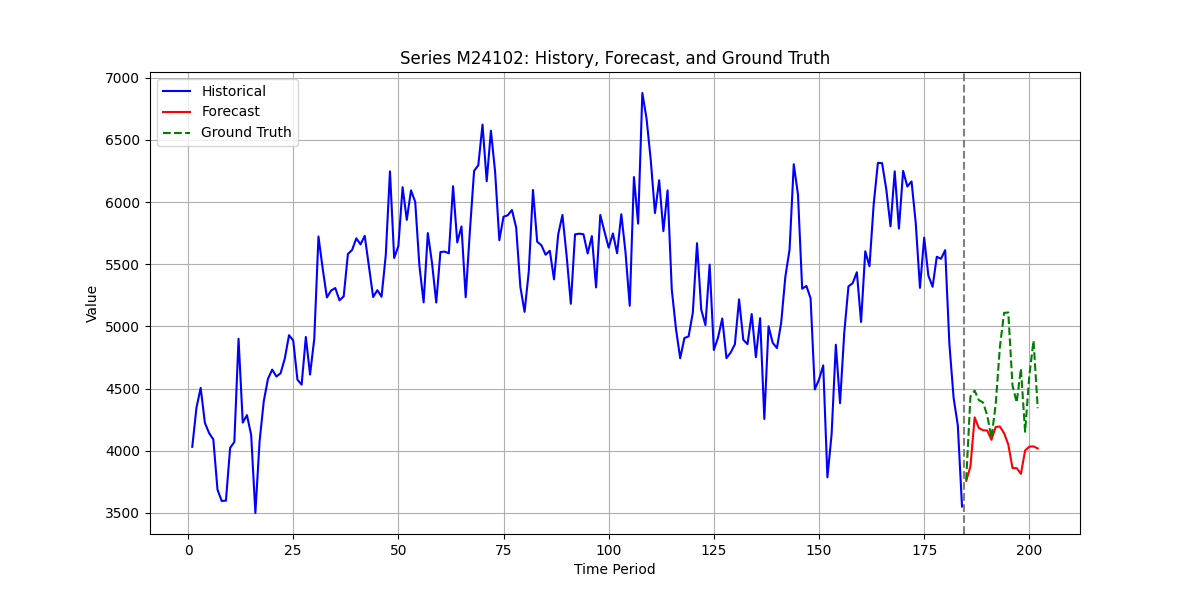 Series M24102: History, Forecast, and Ground Truth
Historical
Forecast
Ground Truth
Value
7000
6500
6000
5500
5000
4500
4000
3500
0 25 50 75 100 125 150 175 200
Time Period